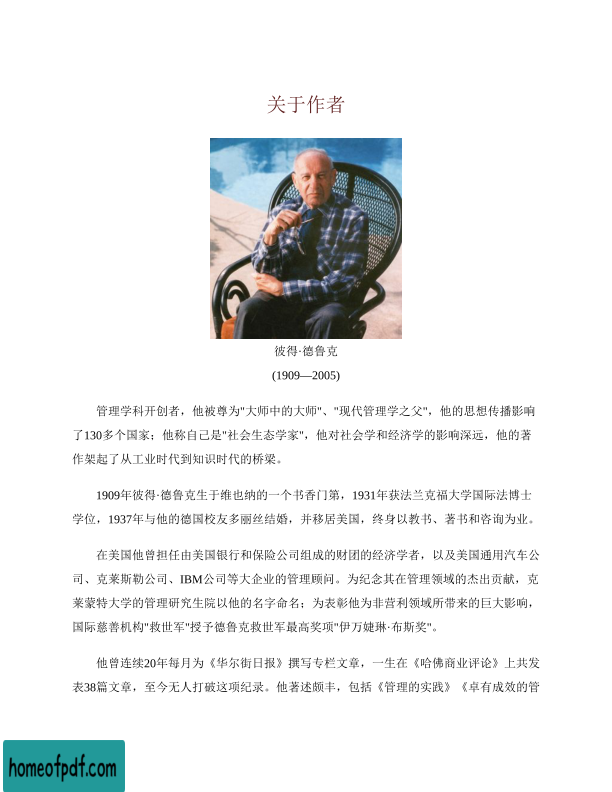 关于作者
彼得·德鲁克
(1909—2005)
管理学科开创者，他被尊为"大师中的大师"、"现代管理学之父"，他的思想传播影响
了130多个国家；他称自己是"社会生态学家"，他对社会学和经济学的影响深远，他的著
作架起了从工业时代到知识时代的桥梁。
1909年彼得·德鲁克生于维也纳的一个书香门第，1931年获法兰克福大学国际法博士
学位，1937年与他的德国校友多丽丝结婚，并移居美国，终身以教书、著书和咨询为业。
在美国他曾担任由美国银行和保险公司组成的财团的经济学者，以及美国通用汽车公
司、克莱斯勒公司、IBM公司等大企业的管理顾问。为纪念其在管理领域的杰出贡献，克
莱蒙特大学的管理研究生院以他的名字命名；为表彰他为非营利领域所带来的巨大影响，
国际慈善机构"救世军"授予德鲁克救世军最高奖项"伊万婕琳·布斯奖"。
他曾连续20年每月为《华尔街日报》撰写专栏文章，一生在《哈佛商业评论》上共发
表38篇文章，至今无人打破这项纪录。他著述颇丰，包括《管理的实践》《卓有成效的管
homeofpdf.com